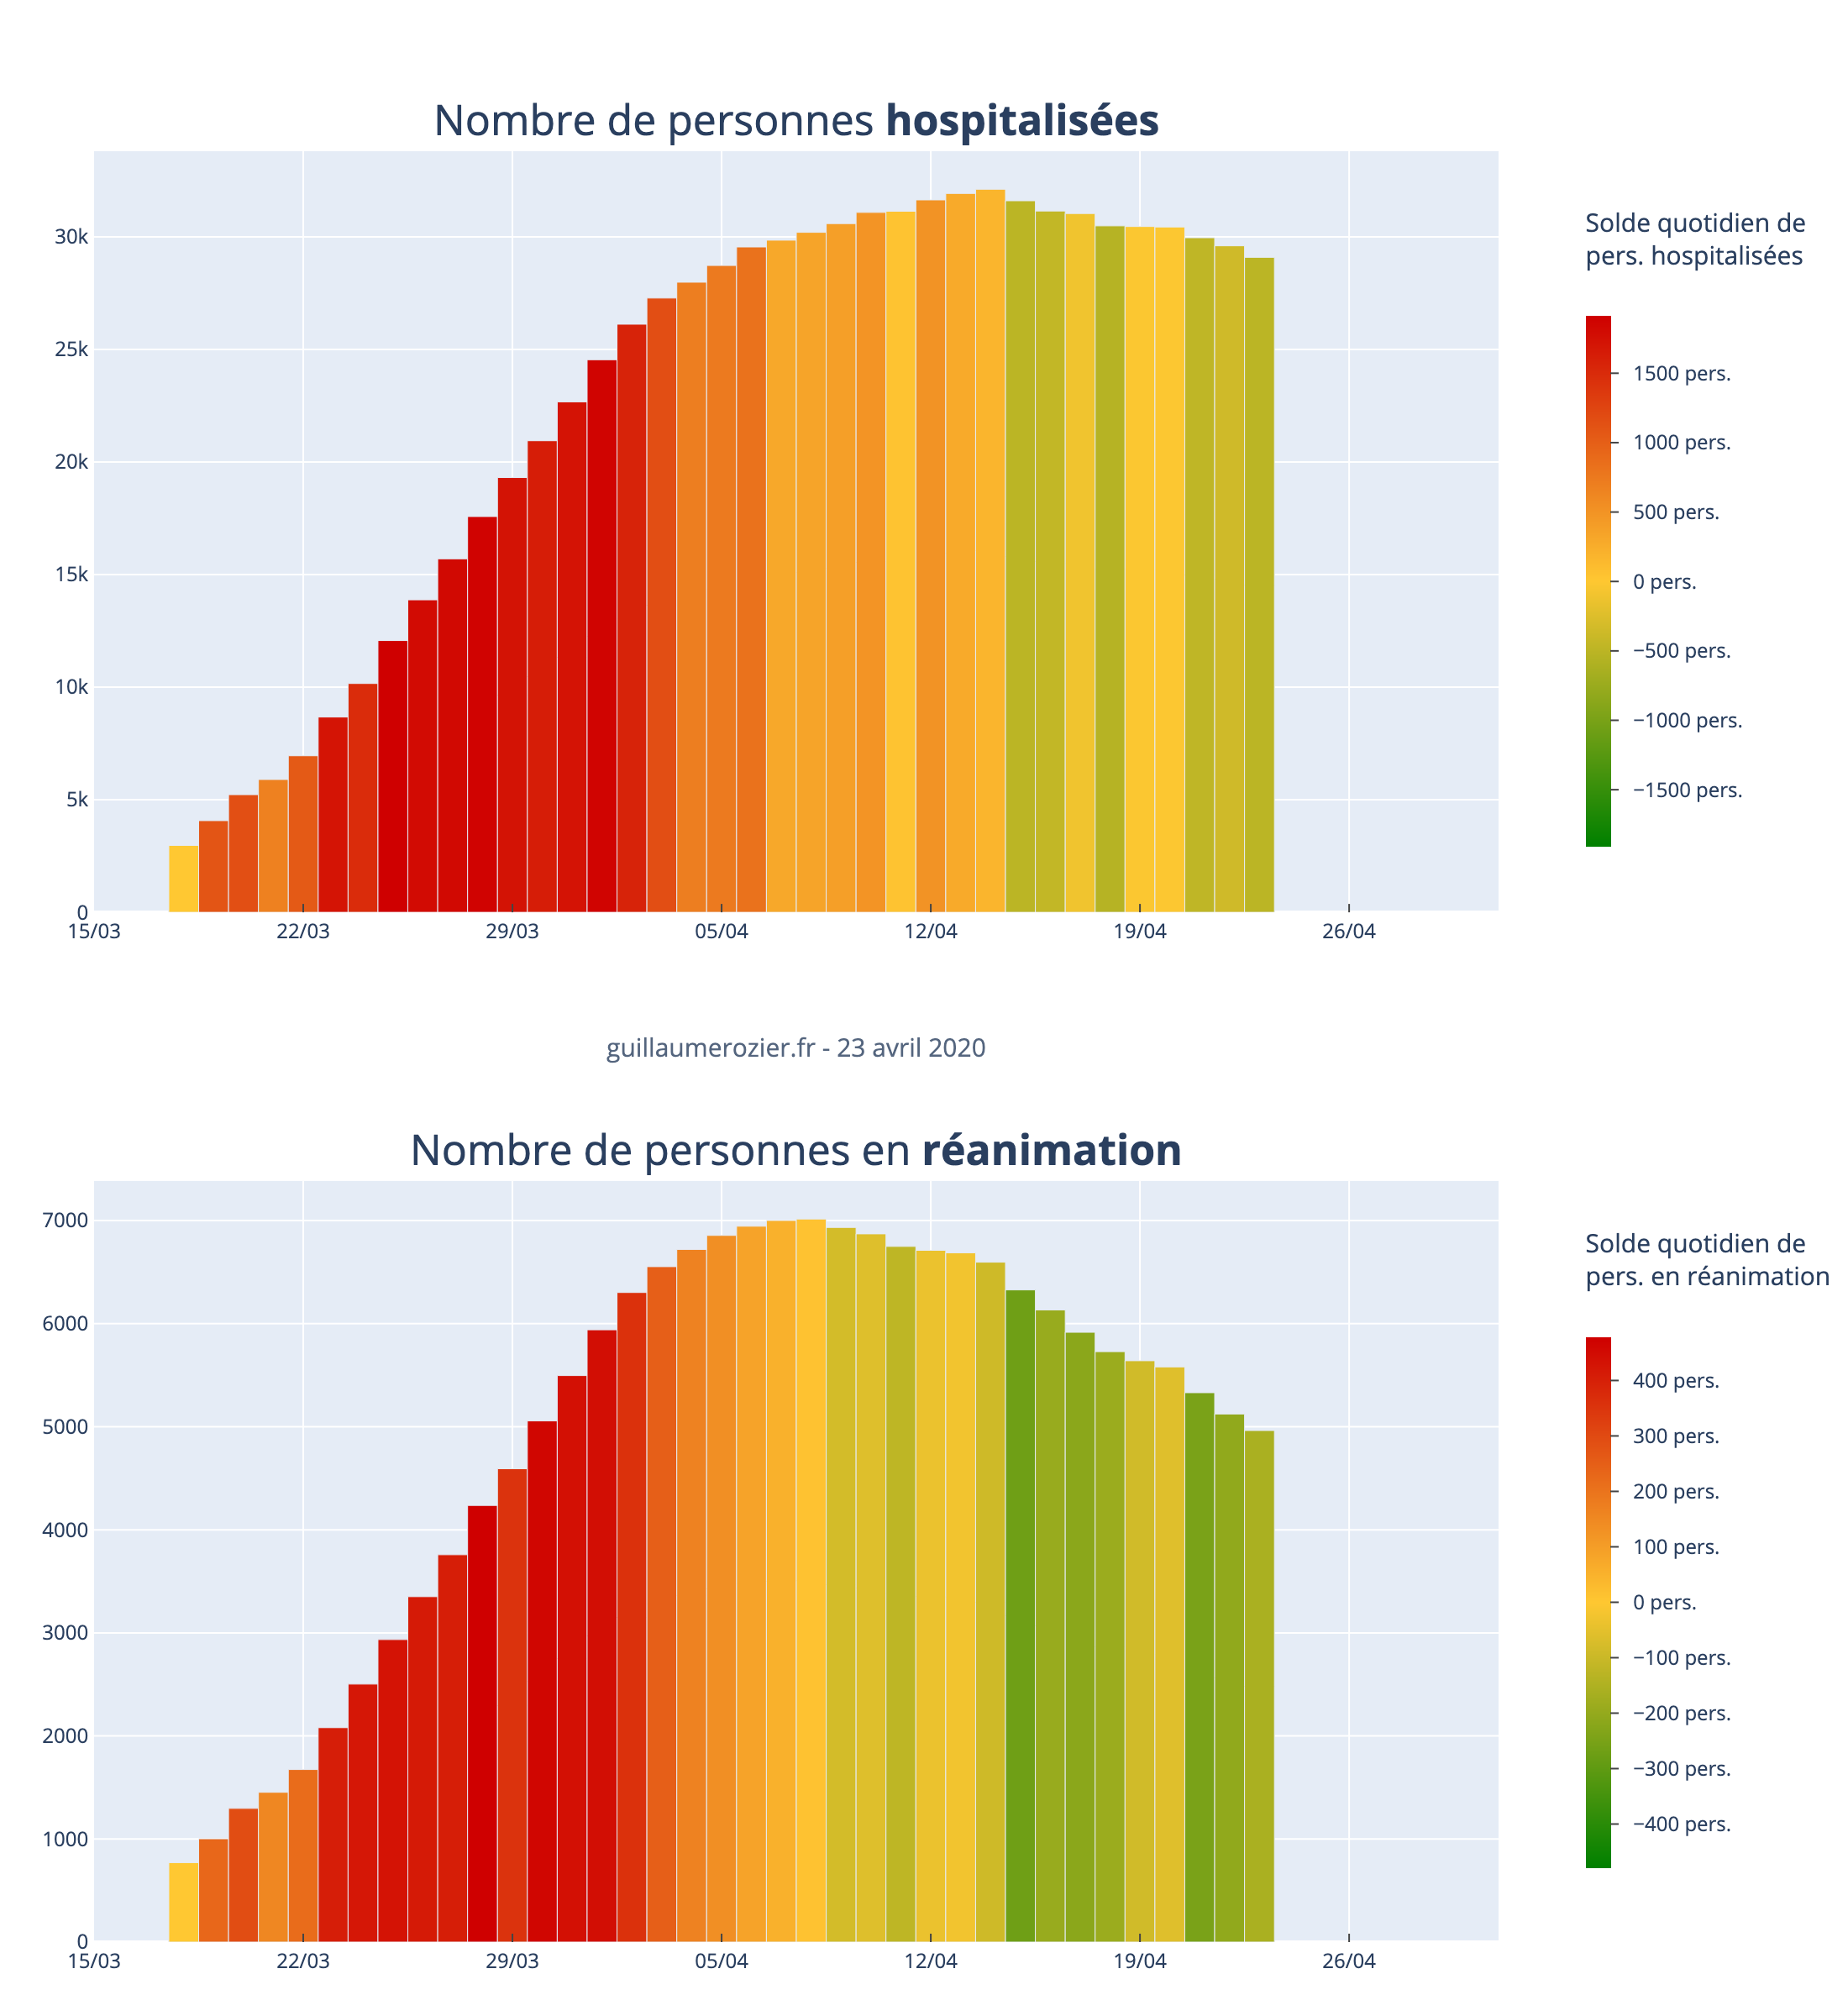 Nombre de personnes hospitalisées
30k
25k
20k
15k
10k
5k
0
15/03 22/03 29/03 05/04 12/04 19/04 26/04
Solde quotidien de
pers. hospitalisées
1500 pers.
1000 pers.
500 pers.
0 pers.
−500 pers.
−1000 pers.
−1500 pers.
guillaumerozier.fr - 23 avril 2020
Nombre de personnes en réanimation
7000
6000
5000
4000
3000
2000
1000
0
15/03 22/03 29/03 05/04 12/04 19/04 26/04
Solde quotidien de
pers. en réanimation
400 pers.
300 pers.
200 pers.
100 pers.
0 pers.
−100 pers.
−200 pers.
−300 pers.
−400 pers.